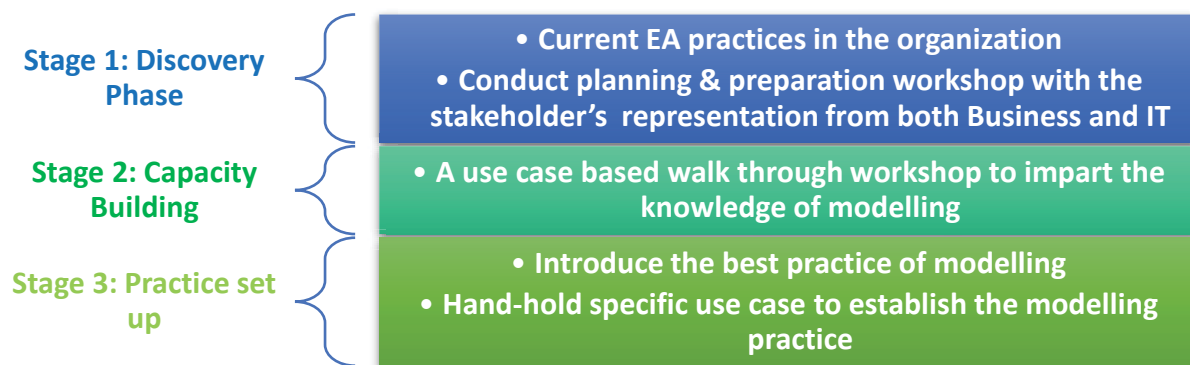 Stage 1: Discovery
Phase
• Current EA practices in the organization
• Conduct planning & preparation workshop with the
stakeholder’s representation from both Business and IT
Stage 2: Capacity
Building
• A use case based walk through workshop to impart the
knowledge of modelling
Stage 3: Practice set
up
• Introduce the best practice of modelling
• Hand-hold specific use case to establish the modelling
practice